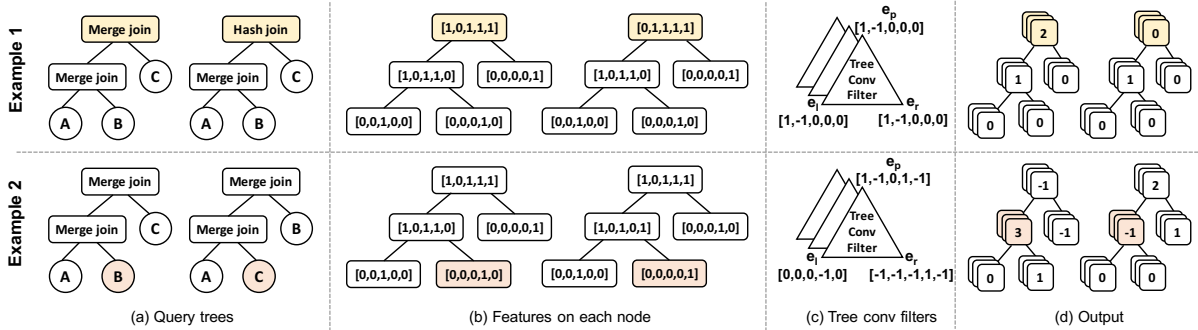 Example 1
Merge join
Hash join
Merge join
C
Merge join
C
A
B
A
B
[1,0,1,1,1]
[0,1,1,1,1]
[1,0,1,1,0]
[0,0,0,0,1]
[1,0,1,1,0]
[0,0,0,0,1]
[0,0,1,0,0]
[0,0,0,1,0]
[0,0,1,0,0]
[0,0,0,1,0]
ep
[1,-1,0,0,0]
Tree
Conv
Filter
el
er
[1,-1,0,0,0]
[1,-1,0,0,0]
2
0
1
0
1
0
0
0
0
0
Example 2
Merge join
Merge join
Merge join
C
Merge join
B
A
B
A
C
[1,0,1,1,1]
[1,0,1,1,1]
[1,0,1,1,0]
[0,0,0,0,1]
[1,0,1,0,1]
[0,0,0,1,0]
[0,0,1,0,0]
[0,0,0,1,0]
[0,0,1,0,0]
[0,0,0,0,1]
ep
[1,-1,0,1,-1]
Tree
Conv
Filter
el
er
[0,0,0,-1,0]
[-1,-1,-1,1,-1]
-1
2
3
-1
-1
1
0
1
0
0
(a) Query trees
(b) Features on each node
(c) Tree conv filters
(d) Output